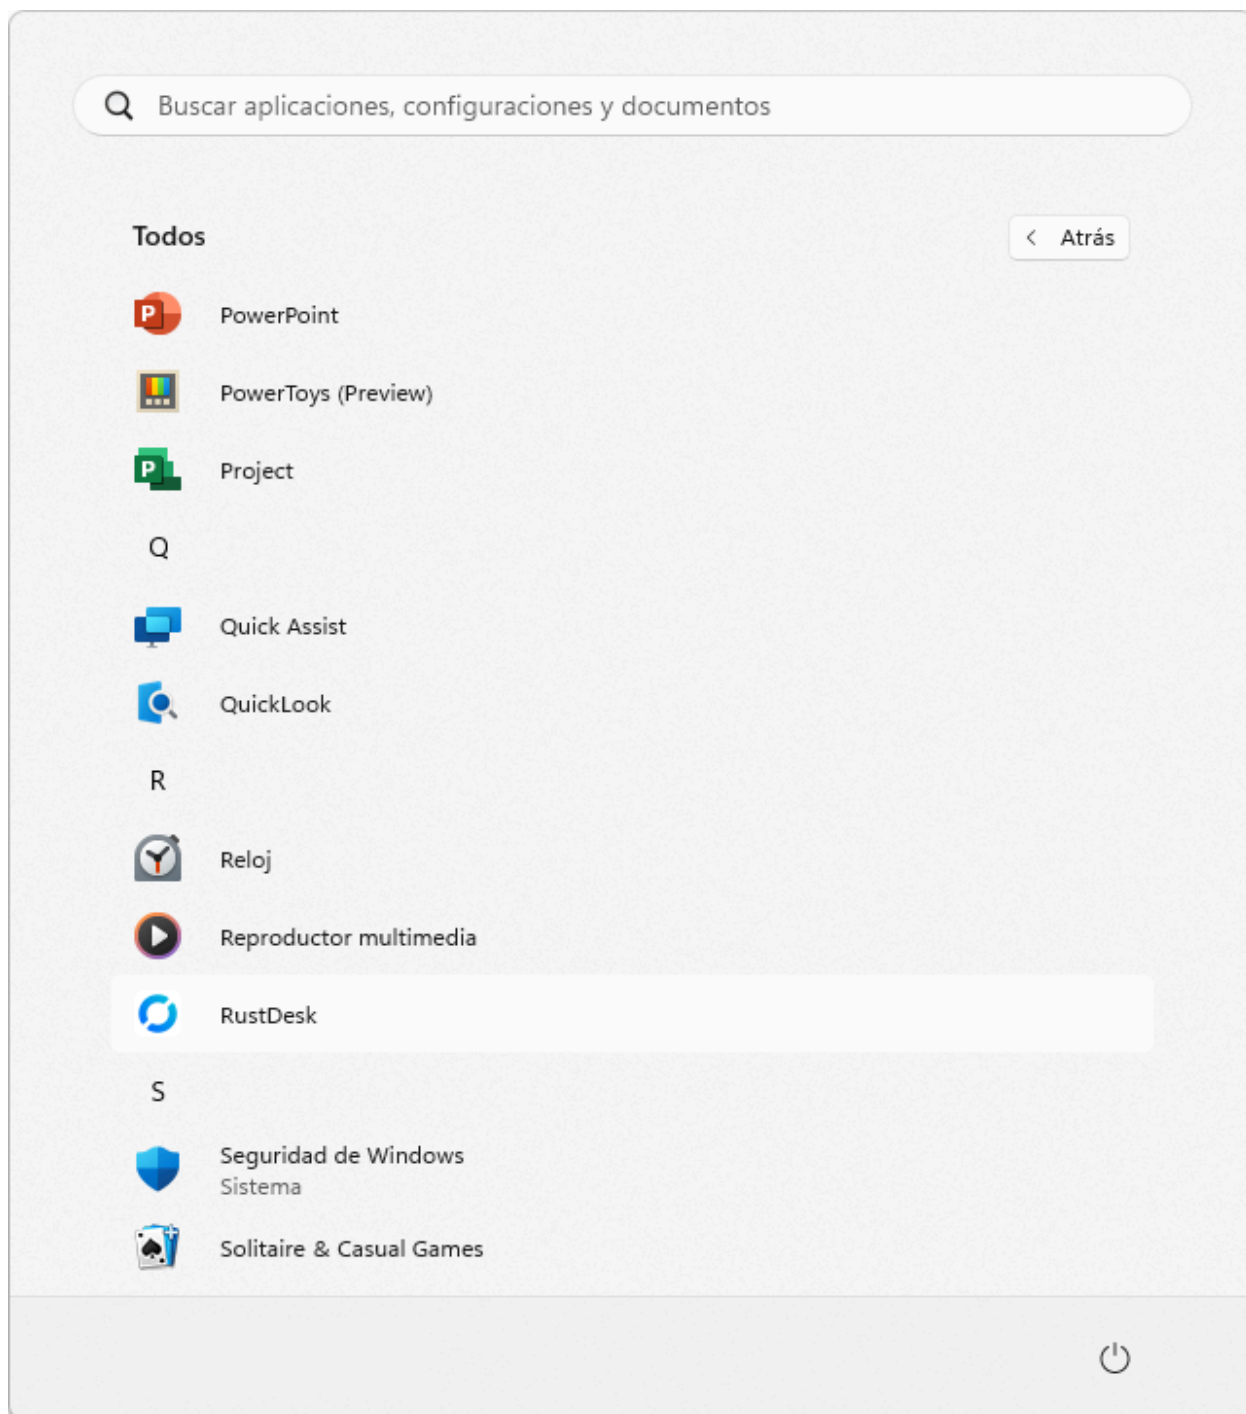 Buscar aplicaciones, configuraciones y documentos
Todos
Atrás
PowerPoint
PowerToys (Preview)
Project
Q
Quick Assist
QuickLook
R
Reloj
Reproductor multimedia
RustDesk
S
Seguridad de Windows
Sistema
Solitaire & Casual Games